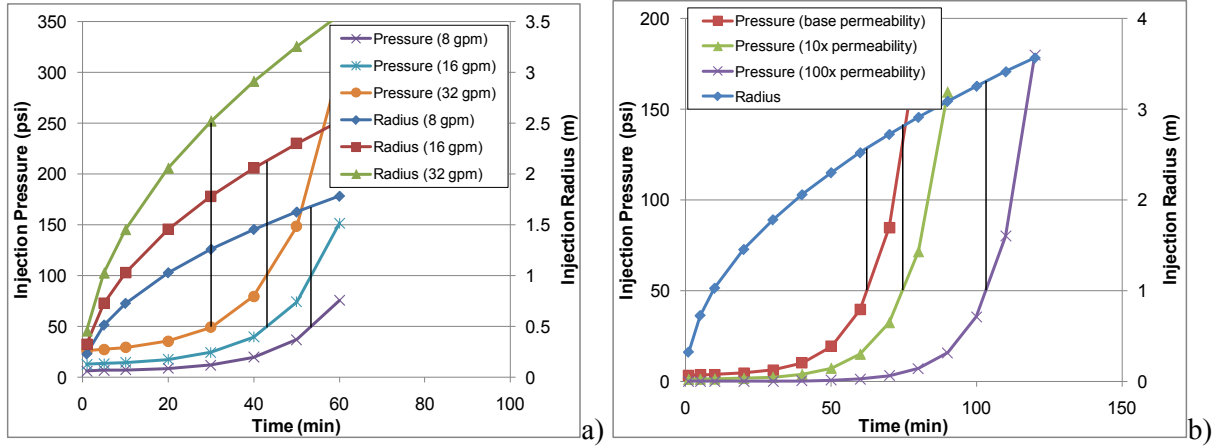 350
300
250
200
150
100
50
0
Injection Pressure (psi)
0
20
40
60
80
100
Time (min)
3.5
3
2.5
2
1.5
1
0.5
0.0
Injection Radius (m)
Pressure (8 gpm)
Pressure (16 gpm)
Pressure (32 gpm)
Radius (8 gpm)
Radius (16 gpm)
Radius (32 gpm)
a)
200
150
100
50
0
Injection Pressure (psi)
0
50
100
150
Time (min)
4
3
2
1
0
Injection Radius (m)
Pressure (base permeability)
Pressure (10x permeability)
Pressure (100x permeability)
Radius
b)